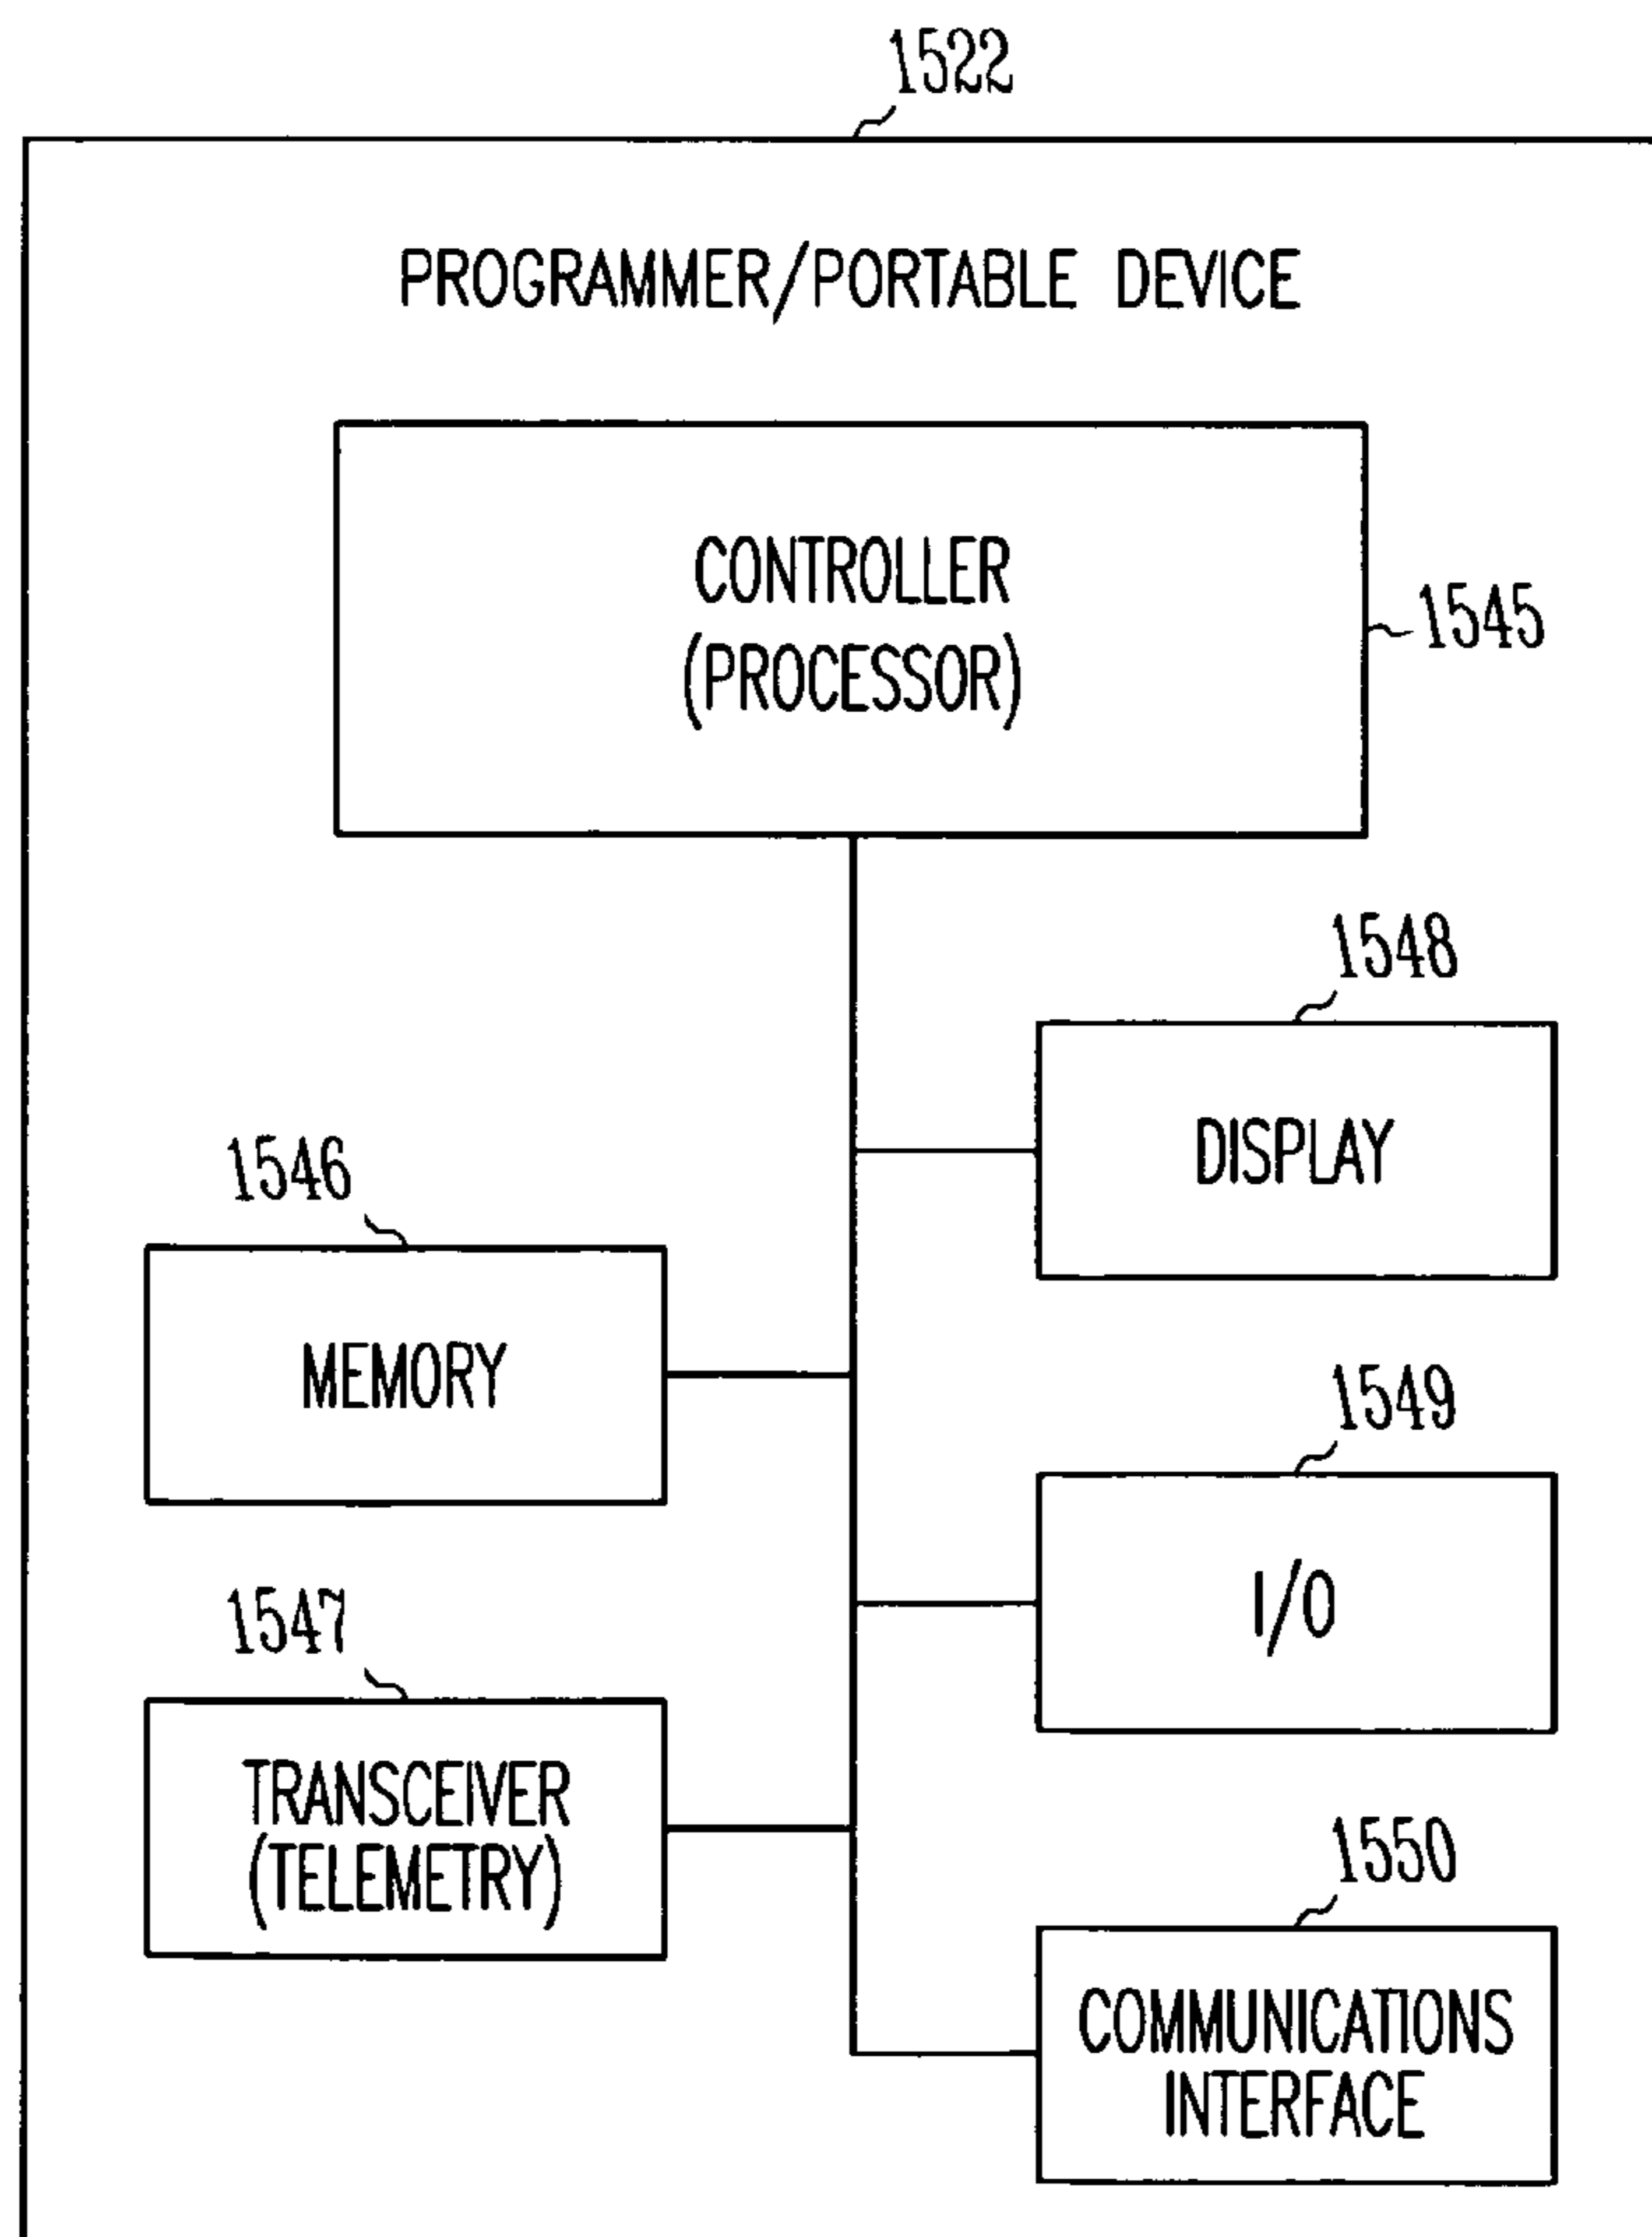 1522
PROGRAMMER/PORTABLE DEVICE
CONTROLLER
(PROCESSOR)
1545
1548
DISPLAY
1546
MEMORY
1549
I/O
1547
TRANSCEIVER
(TELEMETRY)
1550
COMMUNICATIONS
INTERFACE